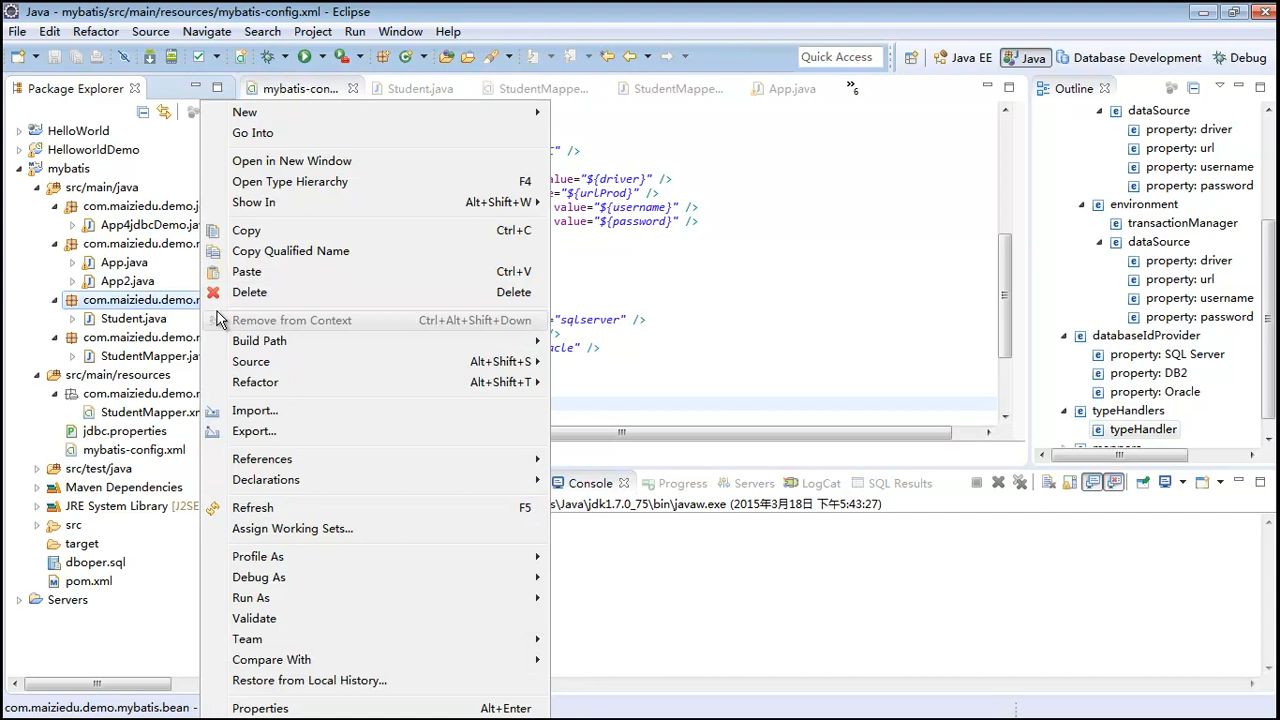 Java - mybatis/src/main/resources/mybatis-config.xml - Eclipse
File Edit Refactor Source Navigate Search Project Run Window Help
Quick Access
Java EE
Java
Database Development
Debug
Package Explorer
mybatis-con...
Student.java
StudentMappe...
StudentMappe...
App.java
»6
Outline
HelloWorld
HelloworldDemo
mybatis
src/main/java
com.maiziedu.demo.j
App4jdbcDemo.ja
com.maiziedu.demo.
App.java
App2.java
com.maiziedu.demo.
Student.java
com.maiziedu.demo.
StudentMapper.ja
src/main/resources
com.maiziedu.demo.
StudentMapper.xm
jdbc.properties
mybatis-config.xml
src/test/java
Maven Dependencies
JRE System Library [J2SE
src
target
dboper.sql
pom.xml
Servers
New
Go Into
Open in New Window
Open Type Hierarchy F4
Show In Alt+Shift+W
Copy Ctrl+C
Copy Qualified Name
Paste Ctrl+V
Delete Delete
Remove from Context Ctrl+Alt+Shift+Down
Build Path
Source Alt+Shift+S
Refactor Alt+Shift+T
Import...
Export...
References
Declarations
Refresh F5
Assign Working Sets...
Profile As
Debug As
Run As
Validate
Team
Compare With
Restore from Local History...
Properties Alt+Enter
" />
alue="${driver}" />
="${urlProd}" />
value="${username}" />
value="${password}" />
="sqlserver" />
/>
acle" />
dataSource
property: driver
property: url
property: username
property: password
environment
transactionManager
dataSource
property: driver
property: url
property: username
property: password
databaseIdProvider
property: SQL Server
property: DB2
property: Oracle
typeHandlers
typeHandler
Console
Progress
Servers
LogCat
SQL Results
s\Java\jdk1.7.0_75\bin\javaw.exe (2015年3月18日 下午5:43:27)
com.maiziedu.demo.mybatis.bean -